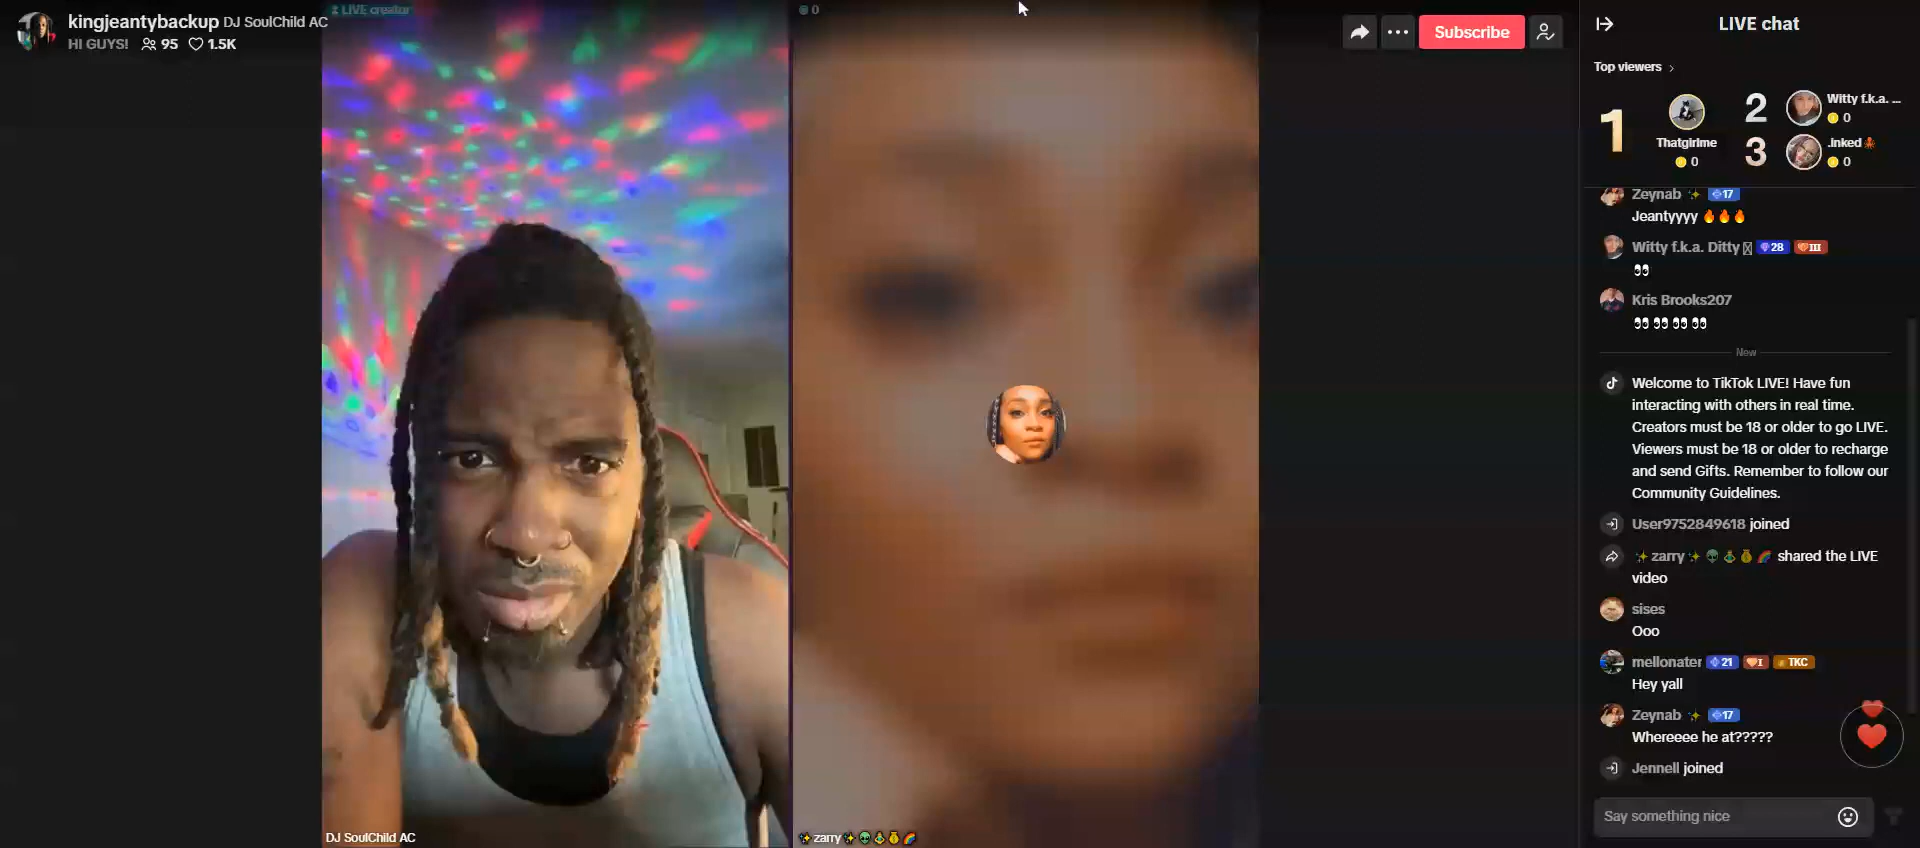 kingjeantybackup DJ SoulChild AC
HI GUYS! 95 1.5K
LIVE creator
0
Subscribe
LIVE chat
Top viewers
1 Thatgirlme 0
2 Witty f.k.a. ... 0
3 .inked 0
Zeynab 17
Jeantyyyy
Witty f.k.a. Ditty 28 III
Kris Brooks207
New
Welcome to TikTok LIVE! Have fun
interacting with others in real time.
Creators must be 18 or older to go LIVE.
Viewers must be 18 or older to recharge
and send Gifts. Remember to follow our
Community Guidelines.
User9752849618 joined
zarry shared the LIVE
video
sises
Ooo
mellonater 21 I TKC
Hey yall
Zeynab 17
Whereeee he at?????
Jennell joined
Say something nice
DJ SoulChild AC
zarry